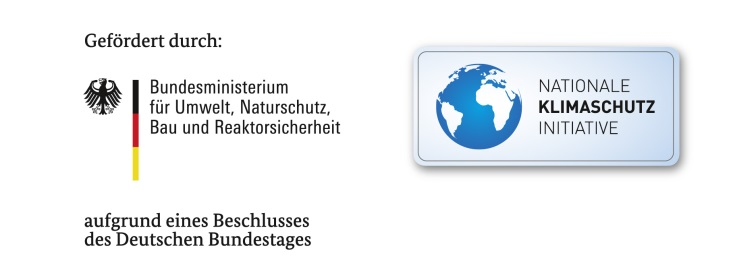 Gefördert durch:
Bundesministerium
für Umwelt, Naturschutz,
Bau und Reaktorsicherheit
aufgrund eines Beschlusses
des Deutschen Bundestages
NATIONALE
KLIMASCHUTZ
INITIATIVE